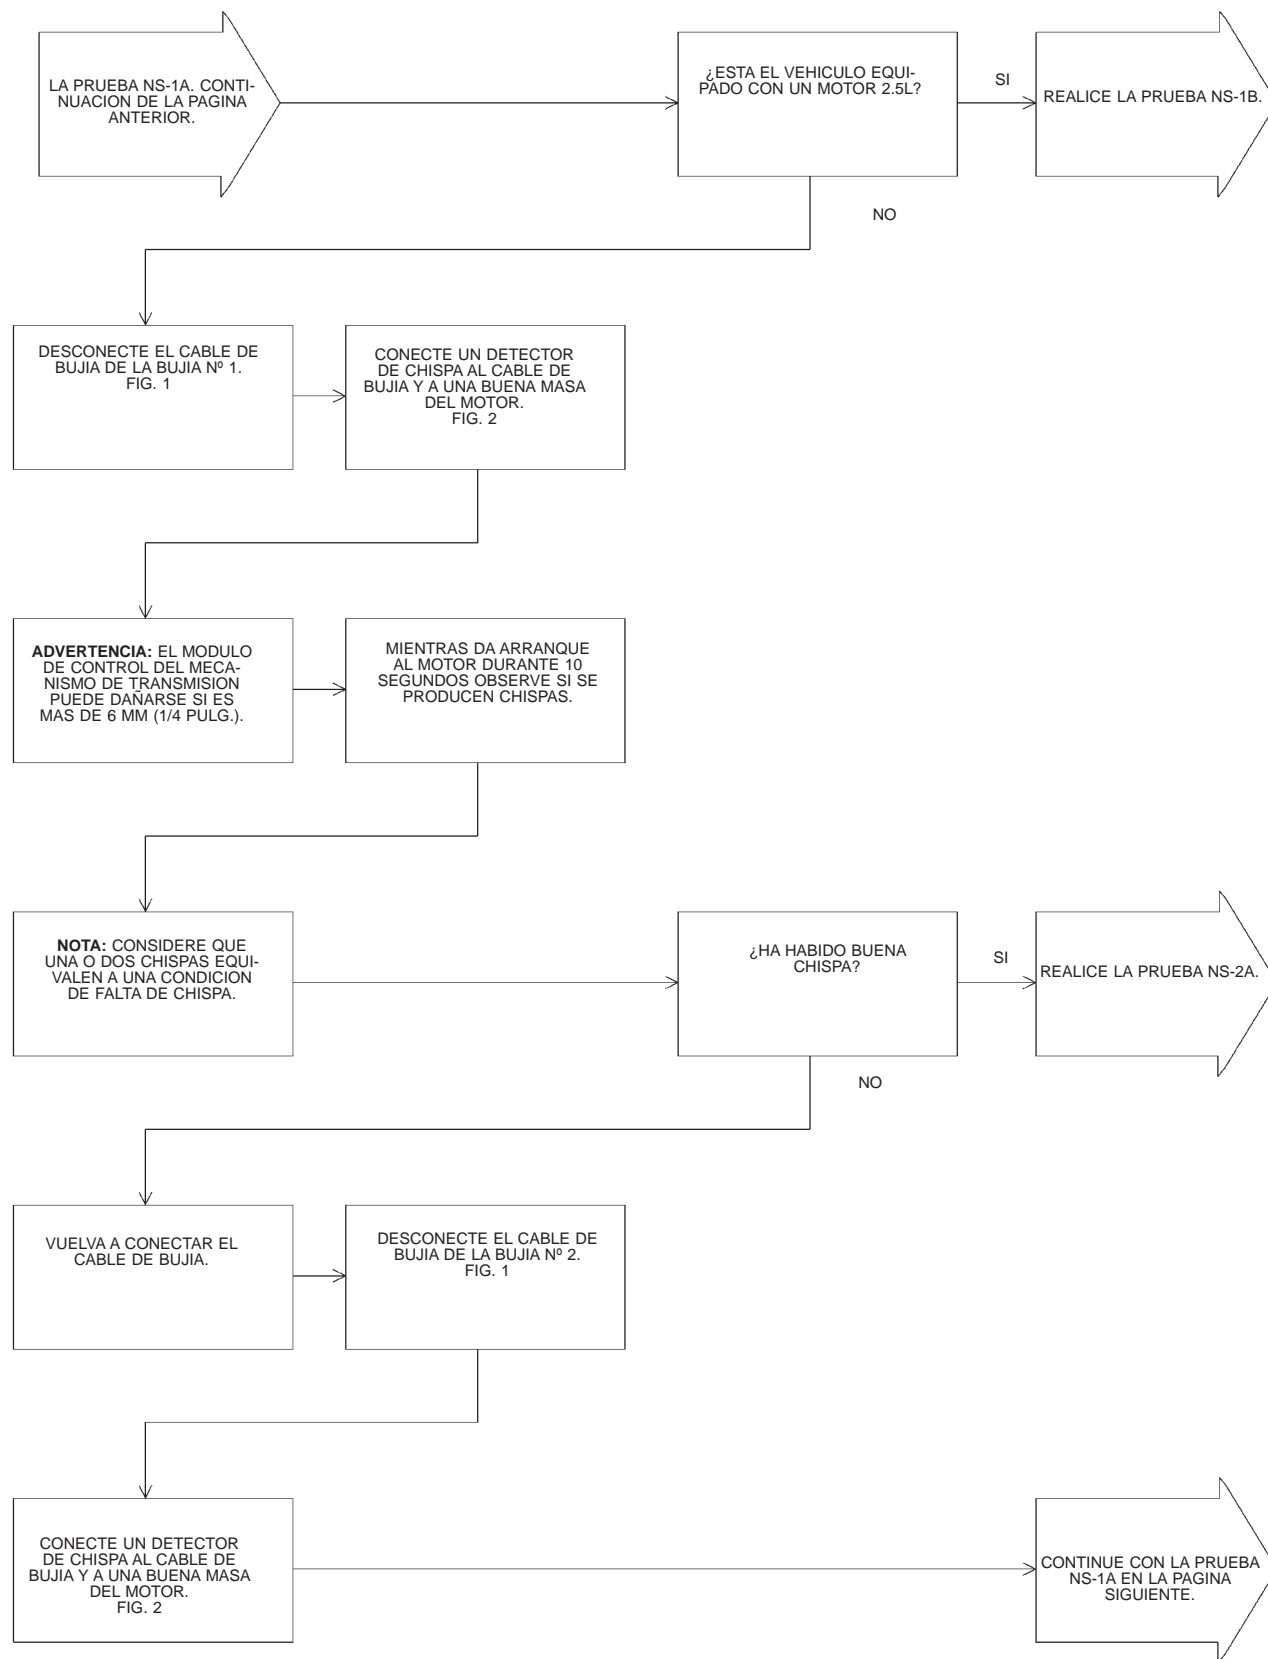 LA PRUEBA NS-1A. CONTI-
NUACION DE LA PAGINA
ANTERIOR.
¿ESTA EL VEHICULO EQUI-
PADO CON UN MOTOR 2.5L?
SI
REALICE LA PRUEBA NS-1B.
NO
DESCONECTE EL CABLE DE
BUJIA DE LA BUJIA Nº 1.
FIG. 1
CONECTE UN DETECTOR
DE CHISPA AL CABLE DE
BUJIA Y A UNA BUENA MASA
DEL MOTOR.
FIG. 2
ADVERTENCIA: EL MODULO
DE CONTROL DEL MECA-
NISMO DE TRANSMISION
PUEDE DAÑARSE SI ES
MAS DE 6 MM (1/4 PULG.).
MIENTRAS DA ARRANQUE
AL MOTOR DURANTE 10
SEGUNDOS OBSERVE SI SE
PRODUCEN CHISPAS.
NOTA: CONSIDERE QUE
UNA O DOS CHISPAS EQUI-
VALEN A UNA CONDICION
DE FALTA DE CHISPA.
¿HA HABIDO BUENA
CHISPA?
SI
REALICE LA PRUEBA NS-2A.
NO
VUELVA A CONECTAR EL
CABLE DE BUJIA.
DESCONECTE EL CABLE DE
BUJIA DE LA BUJIA Nº 2.
FIG. 1
CONECTE UN DETECTOR
DE CHISPA AL CABLE DE
BUJIA Y A UNA BUENA MASA
DEL MOTOR.
FIG. 2
CONTINUE CON LA PRUEBA
NS-1A EN LA PAGINA
SIGUIENTE.